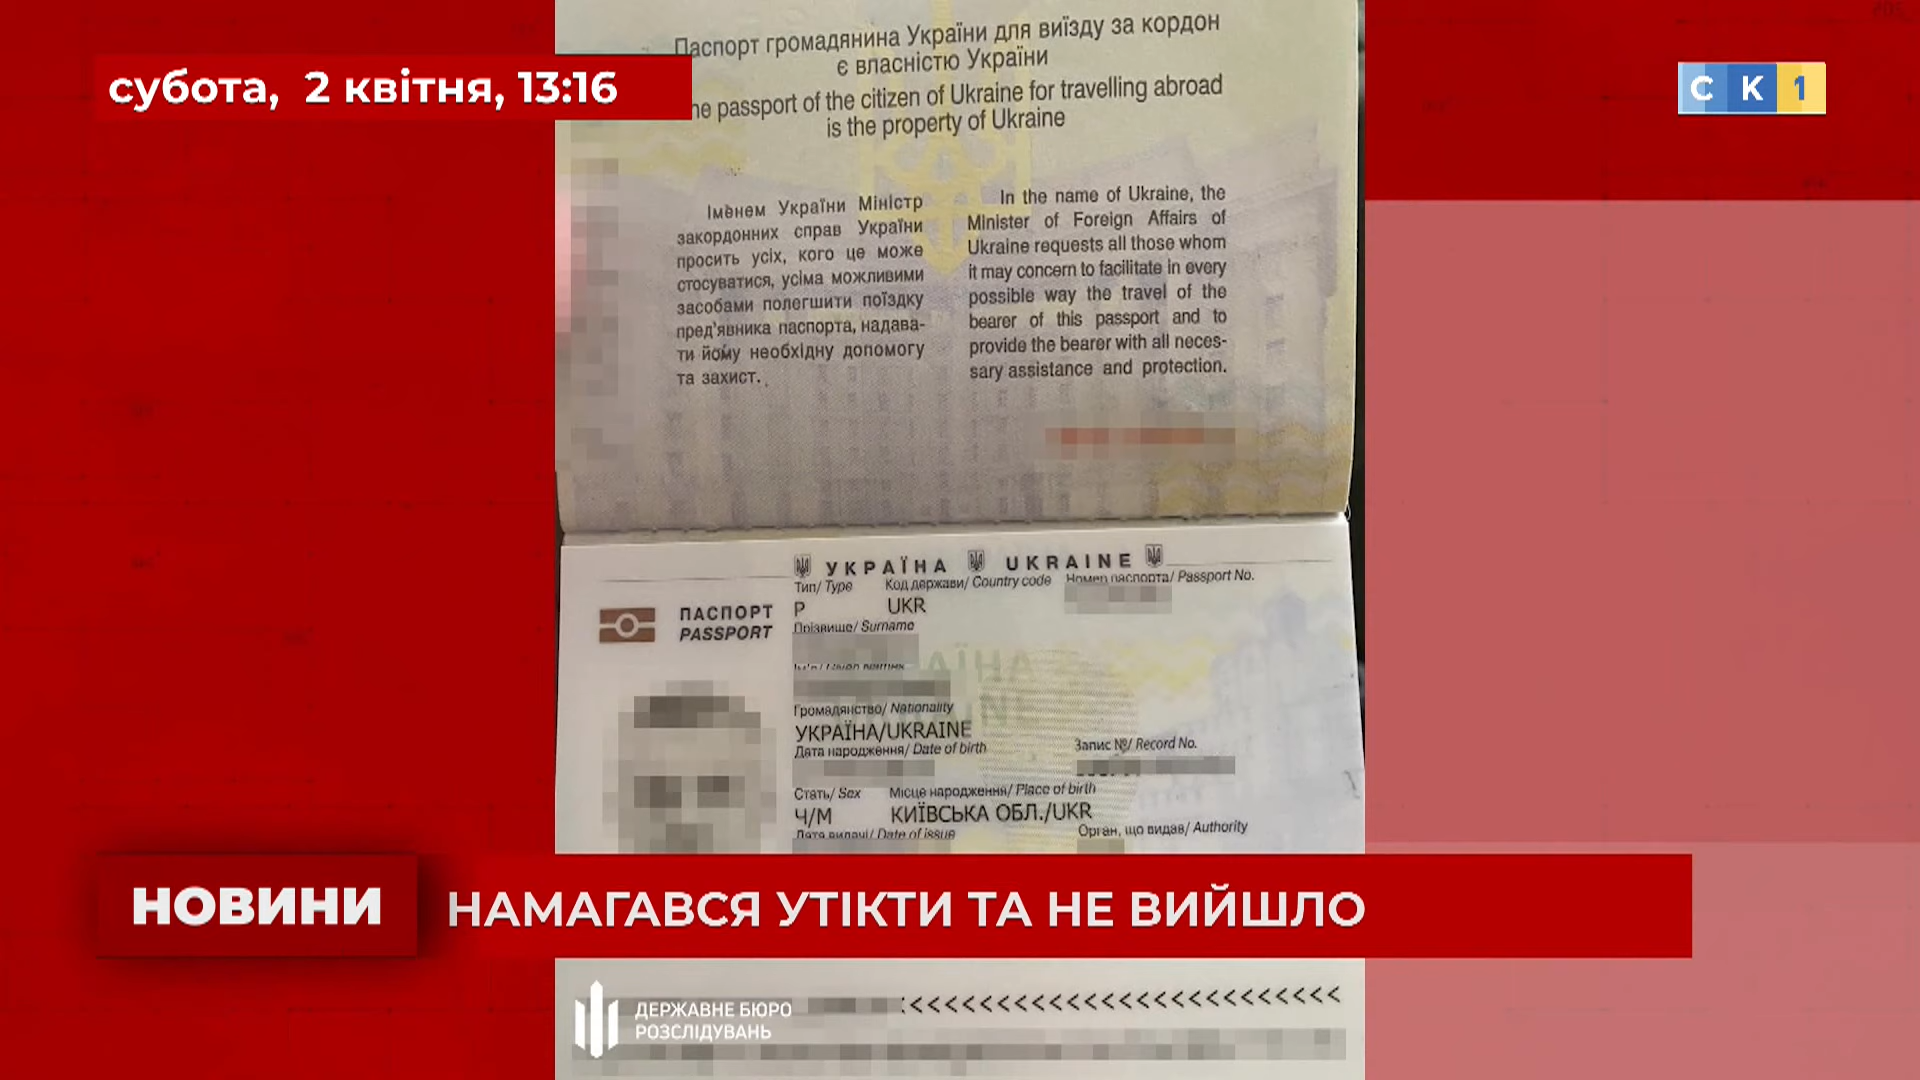 субота, 2 квітня, 13:16
СК1
Паспорт громадянина України для виїзду за кордон
є власністю України
he passport of the citizen of Ukraine for travelling abroad
is the property of Ukraine
Іменем України Міністр
закордонних справ України
просить усіх, кого це може
стосуватися, усіма можливими
засобами полегшити поїздку
пред'явника паспорта, надава-
ти йому необхідну допомогу
та захист.
In the name of Ukraine, the
Minister of Foreign Affairs of
Ukraine requests all those whom
it may concern to facilitate in every
possible way the travel of the
bearer of this passport and to
provide the bearer with all neces-
sary assistance and protection.
УКРАЇНА UKRAINE
Тип/ Type Код держави/ Country code Номер паспорта/ Passport No.
ПАСПОРТ
PASSPORT
P UKR
Прізвище/ Surname
Ім'я/ Given names
Громадянство/ Nationality
УКРАЇНА/UKRAINE
Дата народження/ Date of birth Запис №/ Record No.
Стать/ Sex Місце народження/ Place of birth
Ч/M КИЇВСЬКА ОБЛ./UKR
Дата видачі/ Date of issue Орган, що видав/ Authority
НОВИНИ
НАМАГАВСЯ УТІКТИ ТА НЕ ВИЙШЛО
<<<<<<<<<<<<<<<<<<<<<<<<<<
ДЕРЖАВНЕ БЮРО
РОЗСЛІДУВАНЬ